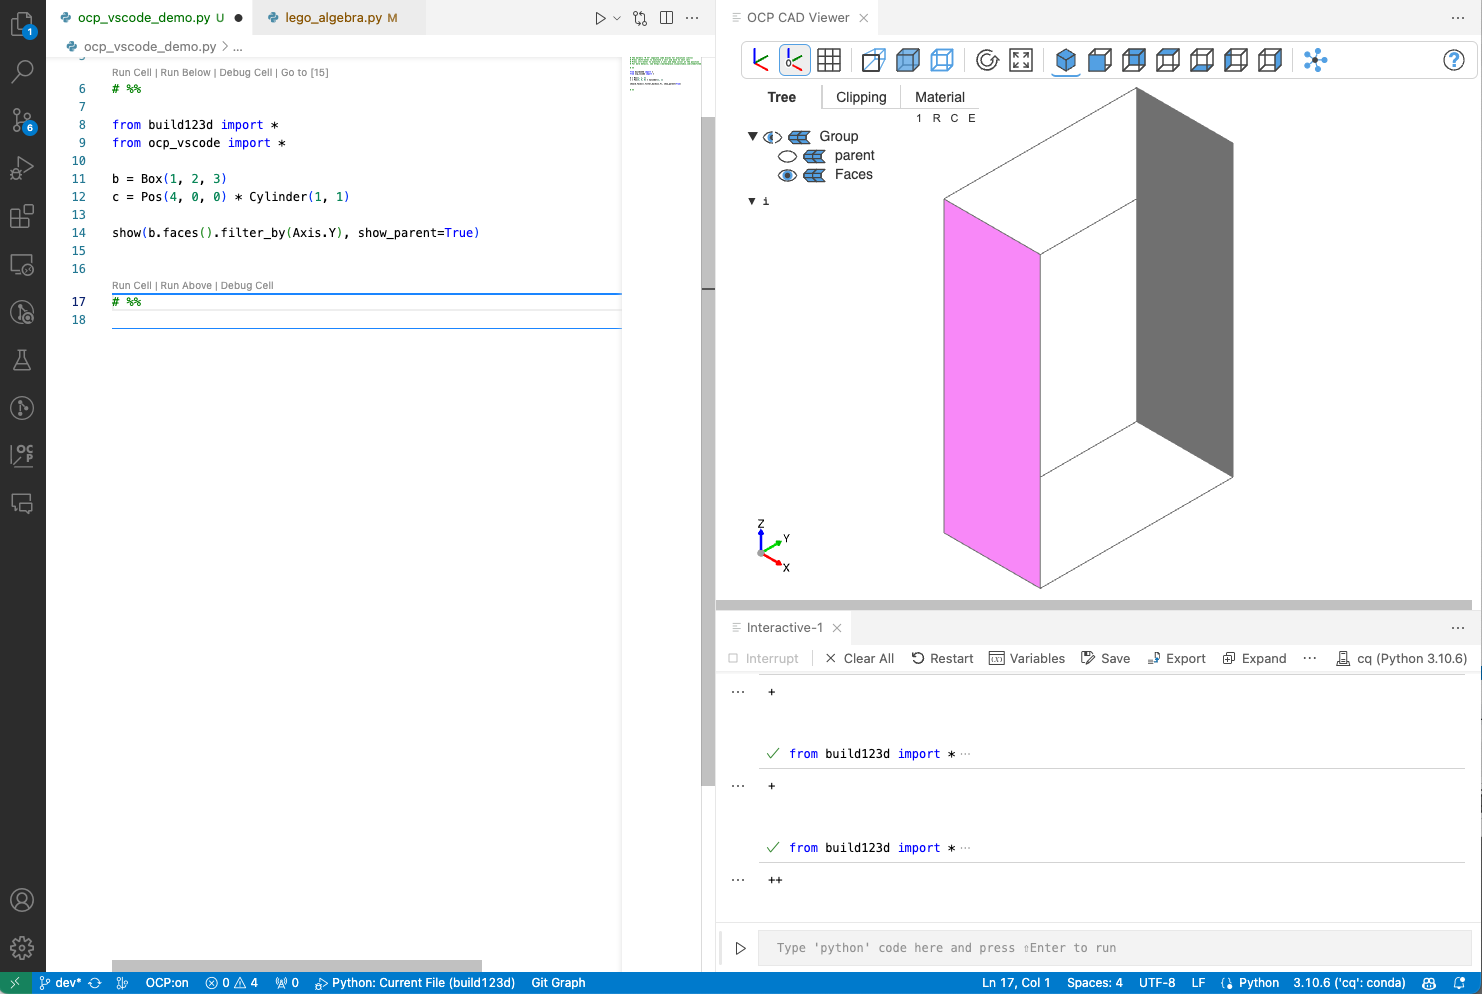 ocp_vscode_demo.py U
lego_algebra.py M
OCP CAD Viewer
ocp_vscode_demo.py > ...
Run Cell | Run Below | Debug Cell | Go to [15]
6 # %%
7
8 from build123d import *
9 from ocp_vscode import *
10
11 b = Box(1, 2, 3)
12 c = Pos(4, 0, 0) * Cylinder(1, 1)
13
14 show(b.faces().filter_by(Axis.Y), show_parent=True)
15
16
Run Cell | Run Above | Debug Cell
17 # %%
18
1
6
OCP
0
?
Tree Clipping Material
1 R C E
Group
parent
Faces
i
Z
Y
X
Interactive-1
Interrupt Clear All Restart Variables Save Export Expand ... cq (Python 3.10.6)
... +
from build123d import * ...
... +
from build123d import * ...
... ++
Type 'python' code here and press ⇧Enter to run
dev* OCP:on 0 4 0 Python: Current File (build123d) Git Graph Ln 17, Col 1 Spaces: 4 UTF-8 LF Python 3.10.6 ('cq': conda)